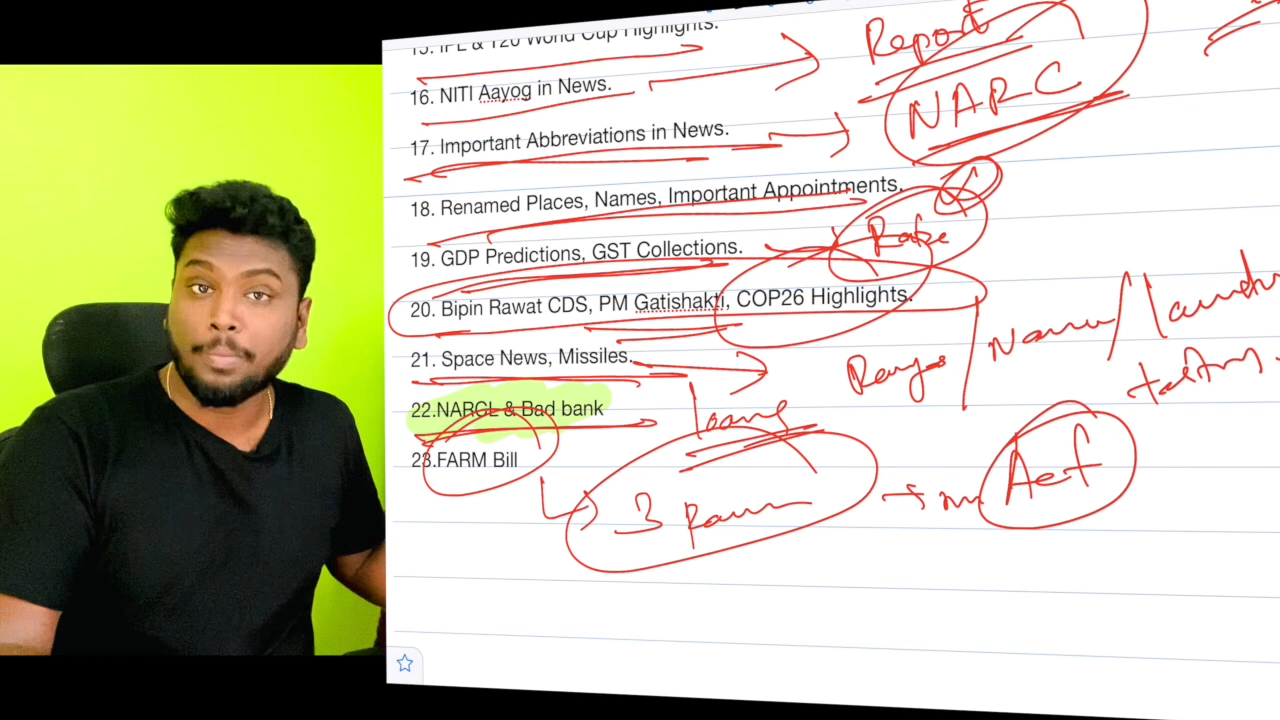 15. IPL & T20 World Cup Highlights.
Report
16. NITI Aayog in News.
NARC
17. Important Abbreviations in News.
18. Renamed Places, Names, Important Appointments.
Rate
19. GDP Predictions, GST Collections.
20. Bipin Rawat CDS, PM Gatishakti, COP26 Highlights.
21. Space News, Missiles.
22.NARCL & Bad bank
loans
testing.
23.FARM Bill
3